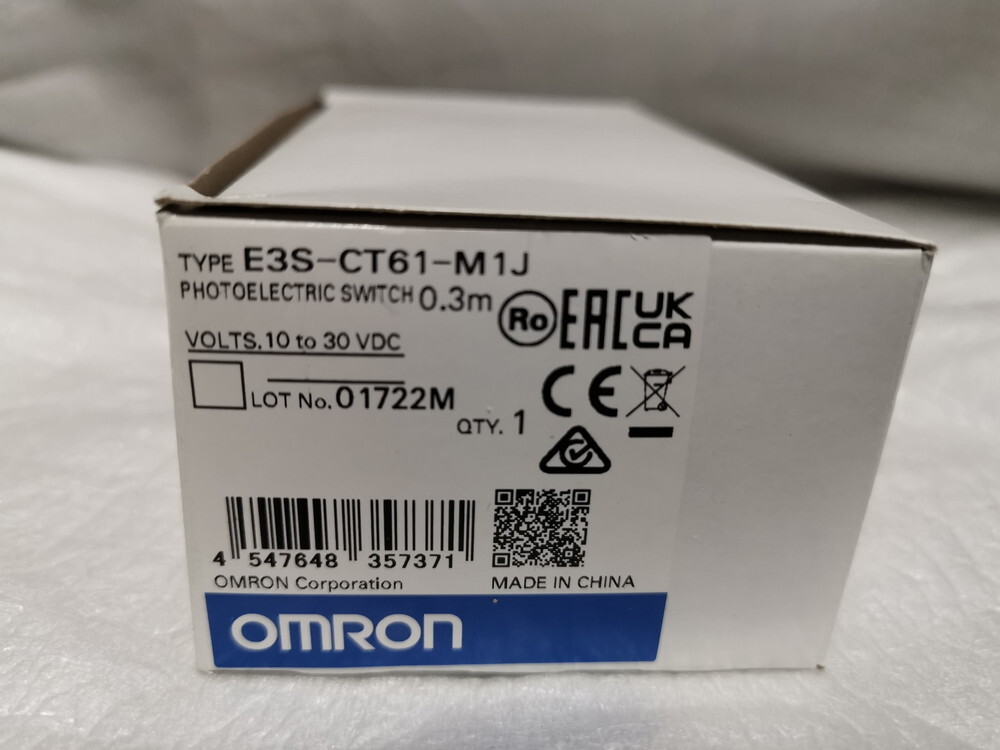 TYPE E3S-CT61-M1J
PHOTOELECTRIC SWITCH 0.3m
Ro EAC UK CA
VOLTS. 10 to 30 VDC
CE
LOT No. 01722M
QTY. 1
4 547648 357371
OMRON Corporation MADE IN CHINA
OMRON